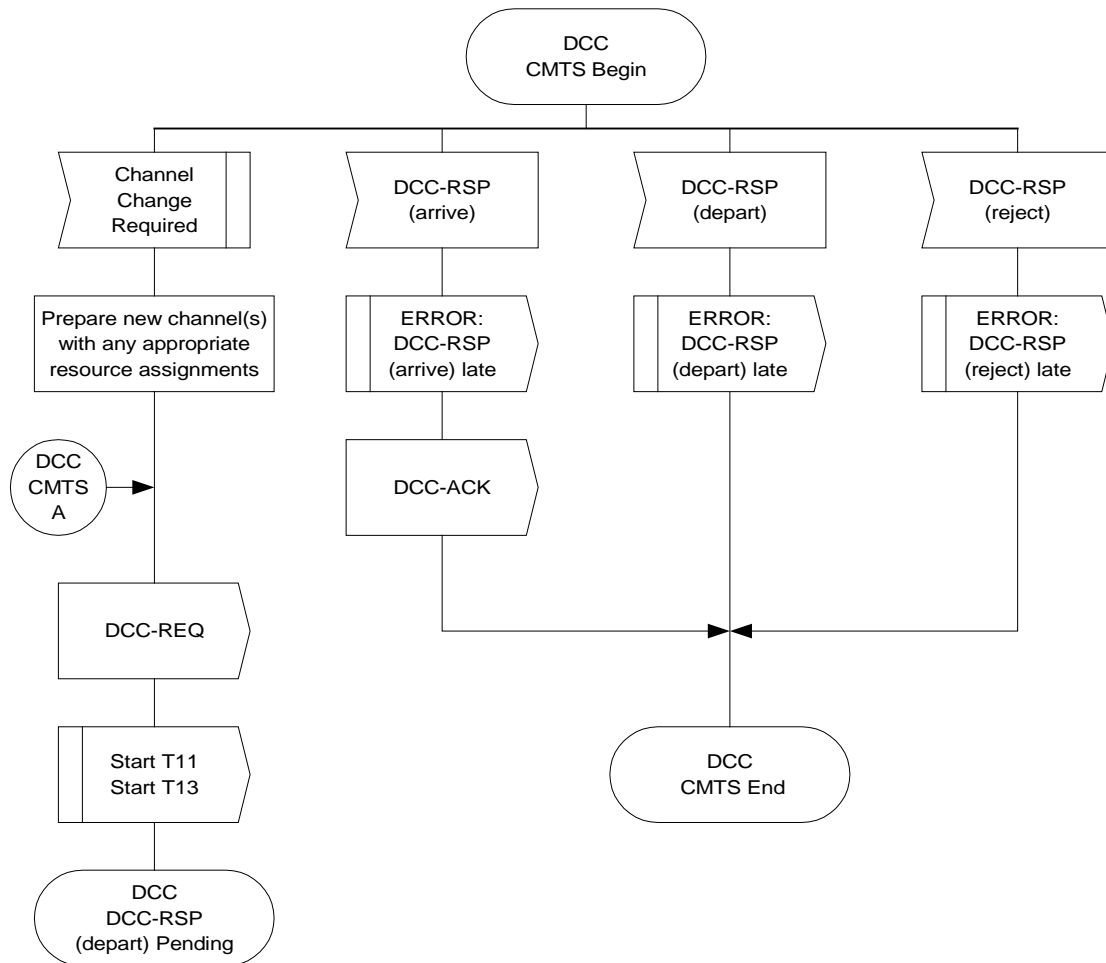 DCC
CMTS Begin
Channel
Change
Required
DCC-RSP
(arrive)
DCC-RSP
(depart)
DCC-RSP
(reject)
Prepare new channel(s)
with any appropriate
resource assignments
ERROR:
DCC-RSP
(arrive) late
ERROR:
DCC-RSP
(depart) late
ERROR:
DCC-RSP
(reject) late
DCC
CMTS
A
DCC-ACK
DCC-REQ
Start T11
Start T13
DCC
CMTS End
DCC
DCC-RSP
(depart) Pending